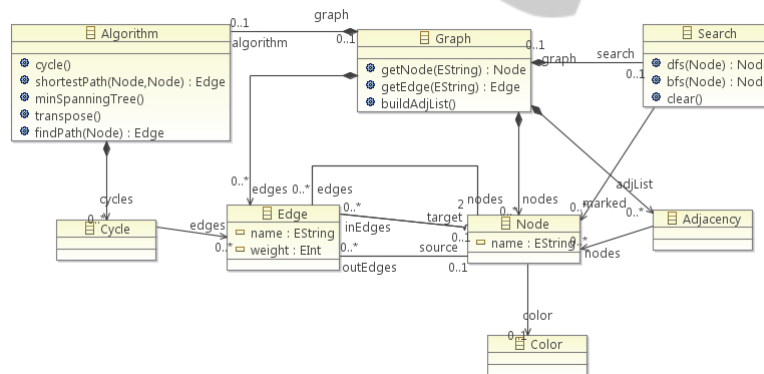 graph
0..1
0..1
algorithm
Algorithm
cycle()
shortestPath(Node,Node) : Edge
minSpanningTree()
transpose()
findPath(Node) : Edge
Graph
getNode(EString) : Node
getEdge(EString) : Edge
buildAdjList()
0..1
graph
search
0..1
Search
dfs(Node) : Nod
bfs(Node) : Nod
clear()
cycles
0..*
Cycle
edges
0..*
0..*
edges
0..*
edges
Edge
name : EString
weight : EInt
0..*
inEdges
0..*
outEdges
2
nodes
target
0..1
source
0..1
nodes
0..*
Node
name : EString
0..*
marked
adjList
0..*
Adjacency
0..*
nodes
color
0..1
Color